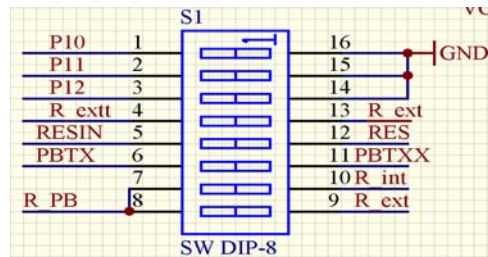 S1
P10 1 16
P11 2 15 GND
P12 3 14
R_extt 4 13 R_ext
RESIN 5 12 RES
PBTX 6 11 PBTXX
7 10 R_int
R_PB 8 9 R_ext
SW DIP-8